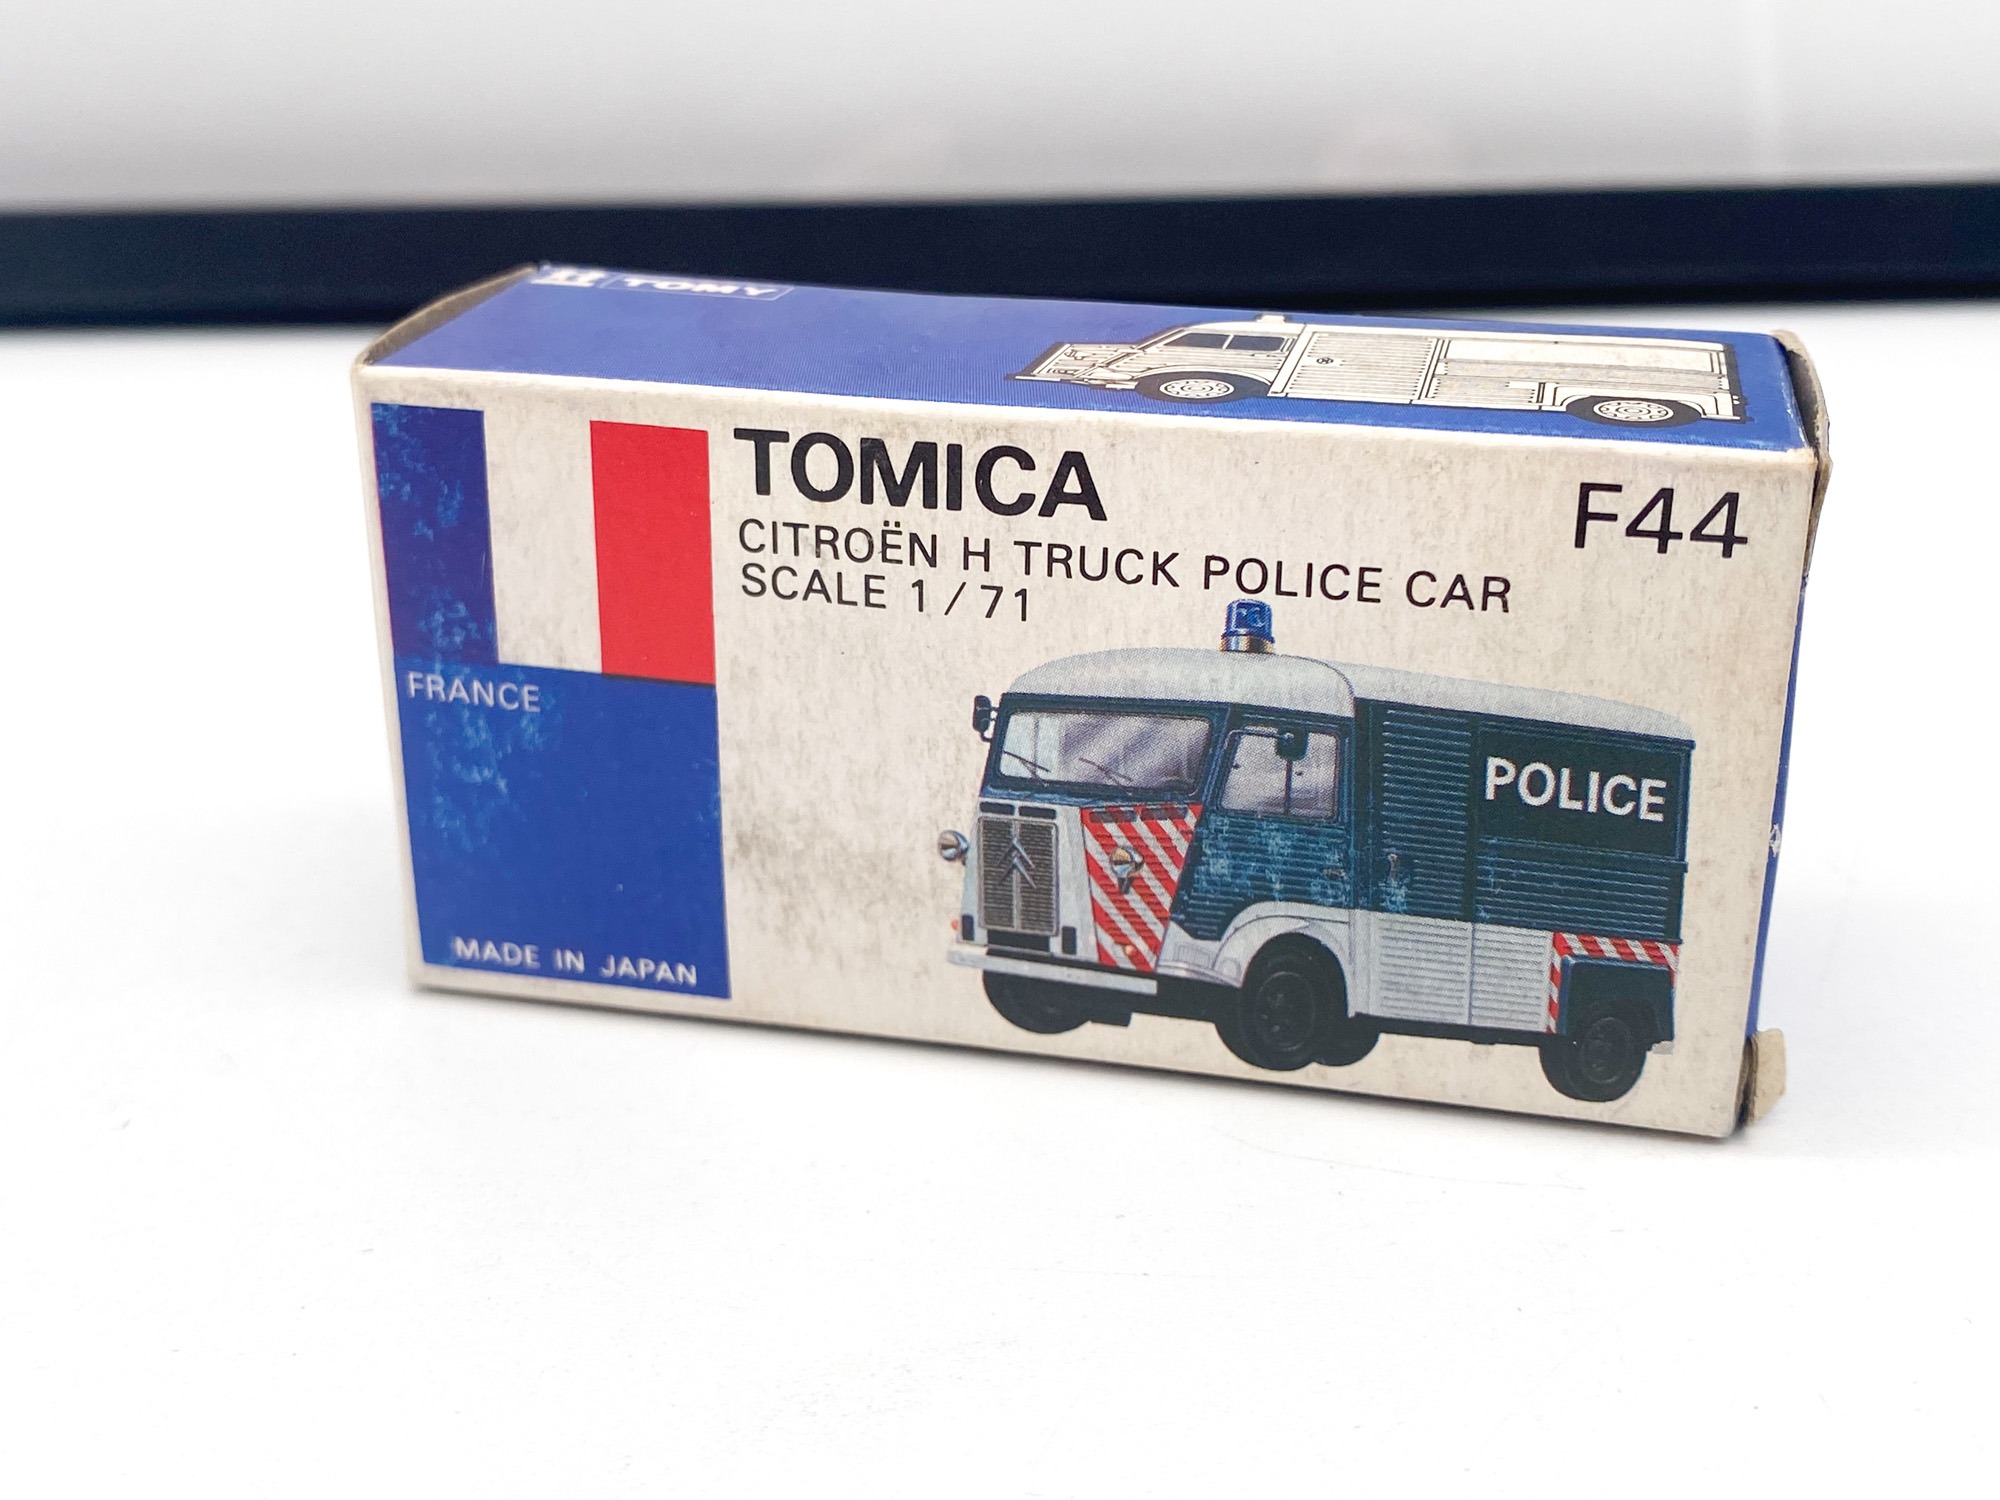 TOMY
TOMICA
F44
CITROËN H TRUCK POLICE CAR
SCALE 1/71
FRANCE
POLICE
MADE IN JAPAN